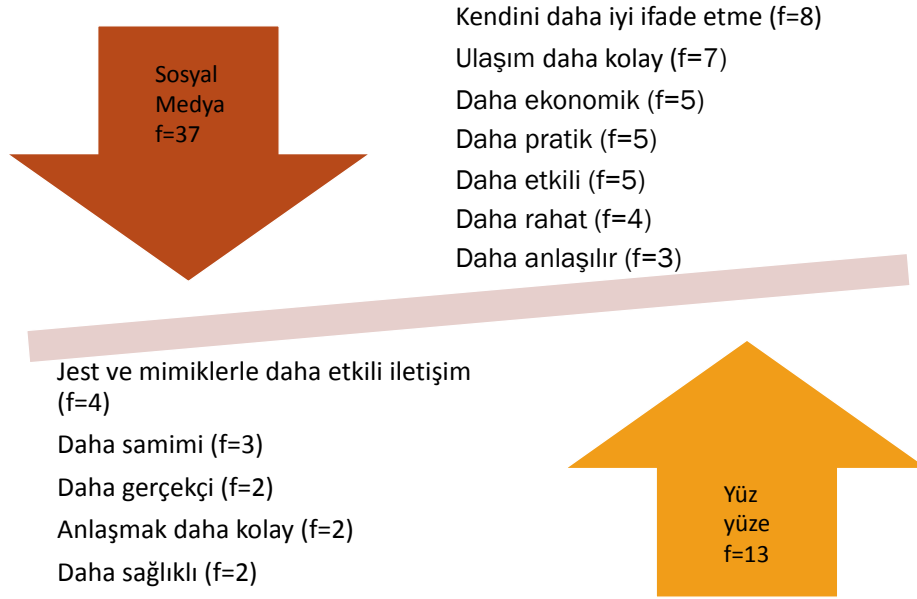 Sosyal
Medya
f=37
Kendini daha iyi ifade etme (f=8)
Ulaşım daha kolay (f=7)
Daha ekonomik (f=5)
Daha pratik (f=5)
Daha etkili (f=5)
Daha rahat (f=4)
Daha anlaşılır (f=3)
Jest ve mimiklerle daha etkili iletişim
(f=4)
Daha samimi (f=3)
Daha gerçekçi (f=2)
Anlaşmak daha kolay (f=2)
Daha sağlıklı (f=2)
Yüz
yüze
f=13